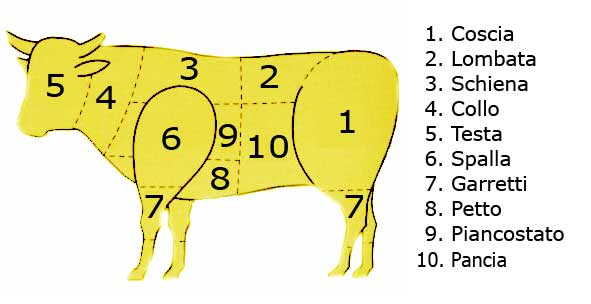 5
4
3
2
1
6
9
10
8
7
7
1. Coscia
2. Lombata
3. Schiena
4. Collo
5. Testa
6. Spalla
7. Garretti
8. Petto
9. Piancostato
10. Pancia